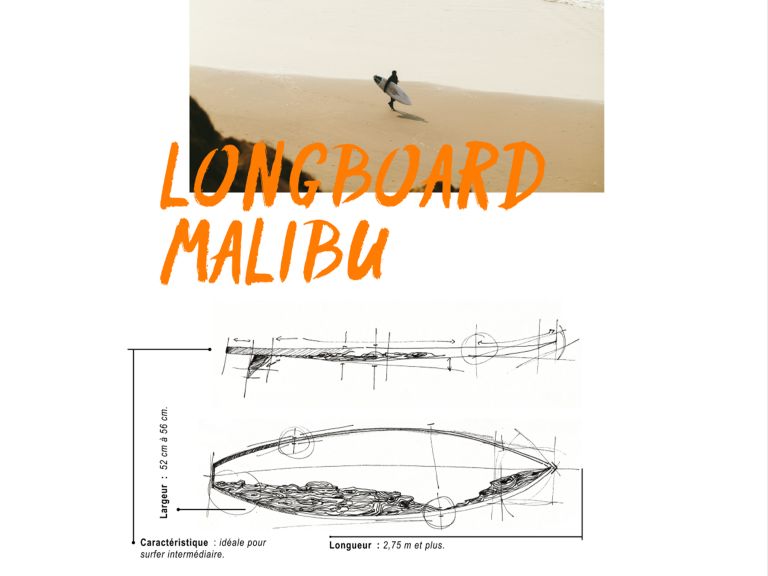 LONGBOARD
MALIBU
Largeur : 52 cm à 56 cm.
Caractéristique : idéale pour
surfer intermédiaire.
Longueur : 2,75 m et plus.